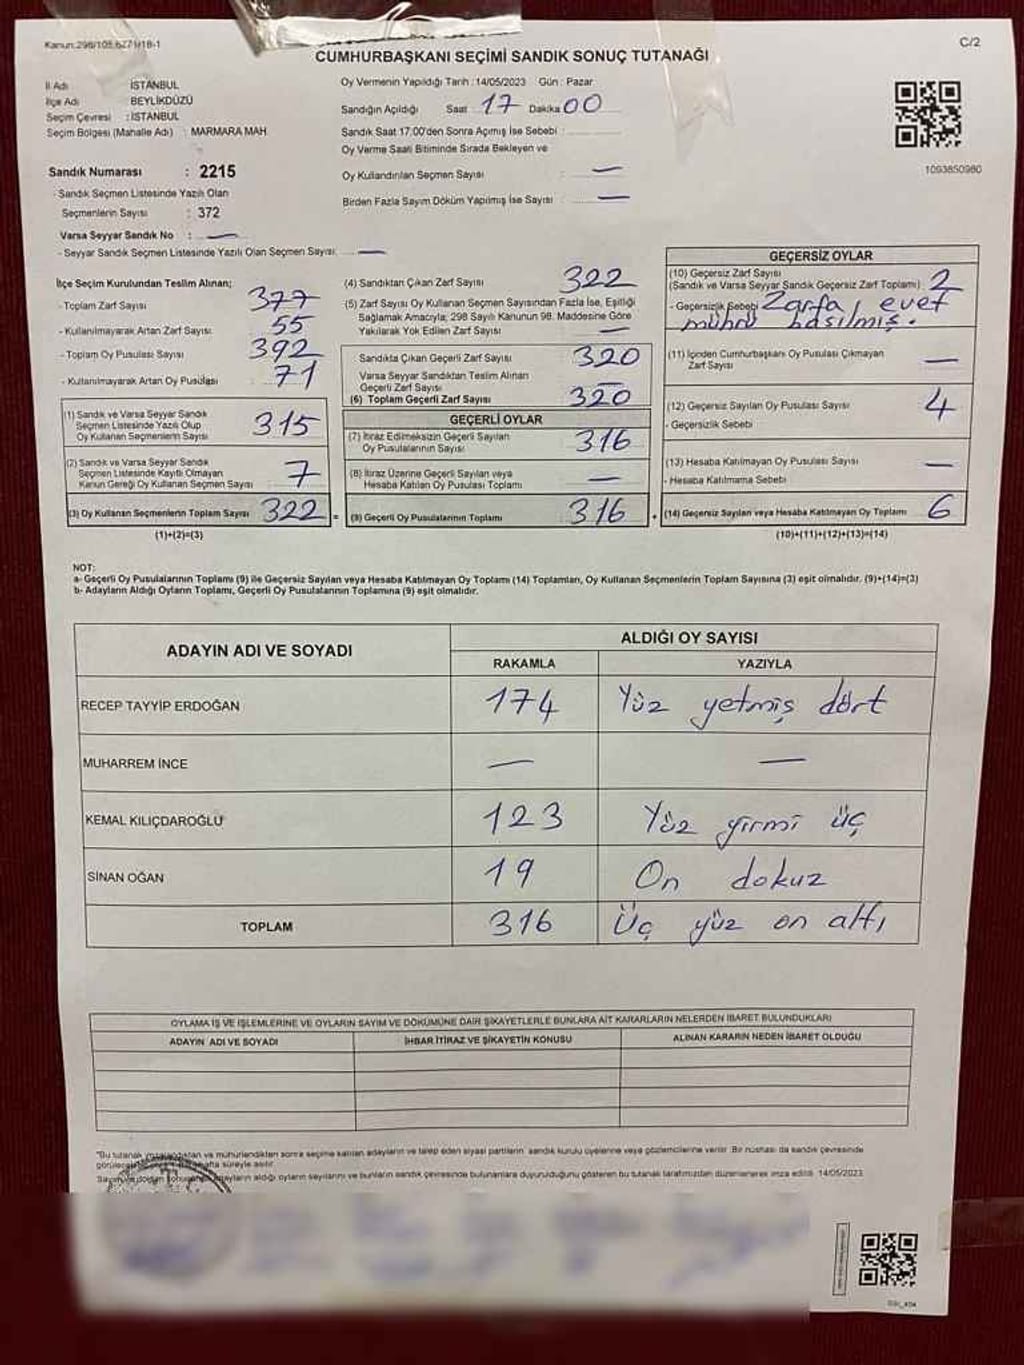 Kanun:298/105,6271/18-1
C/2
CUMHURBAŞKANI SEÇİMİ SANDIK SONUÇ TUTANAĞI
İl Adı İSTANBUL
İlçe Adı BEYLİKDÜZÜ
Seçim Çevresi : İSTANBUL
Seçim Bölgesi (Mahalle Adı) : MARMARA MAH
Sandık Numarası : 2215
- Sandık Seçmen Listesinde Yazılı Olan
Seçmenlerin Sayısı : 372
Varsa Seyyar Sandık No : —
- Seyyar Sandık Seçmen Listesinde Yazılı Olan Seçmen Sayısı: —
Oy Vermenin Yapıldığı Tarih : 14/05/2023 Gün : Pazar
Sandığın Açıldığı Saat 17 Dakika 00
Sandık Saat 17:00'den Sonra Açılmış İse Sebebi :
Oy Verme Saati Bitiminde Sırada Bekleyen ve
Oy Kullandırılan Seçmen Sayısı : —
Birden Fazla Sayım Döküm Yapılmış İse Sayısı : —
1093850980
İlçe Seçim Kurulundan Teslim Alınan;
- Toplam Zarf Sayısı : 377
- Kullanılmayarak Artan Zarf Sayısı : 55
- Toplam Oy Pusulası Sayısı : 392
- Kullanılmayarak Artan Oy Pusulası : 71
(1) Sandık ve Varsa Seyyar Sandık
Seçmen Listesinde Yazılı Olup
Oy Kullanan Seçmenlerin Sayısı 315
(2) Sandık ve Varsa Seyyar Sandık
Seçmen Listesinde Kayıtlı Olmayan
Kanun Gereği Oy Kullanan Seçmen Sayısı 7
(3) Oy Kullanan Seçmenlerin Toplam Sayısı 322 =
(1)+(2)=(3)
(4) Sandıktan Çıkan Zarf Sayısı 322
(5) Zarf Sayısı Oy Kullanan Seçmen Sayısından Fazla İse, Eşitliği
Sağlamak Amacıyla; 298 Sayılı Kanunun 98. Maddesine Göre
Yakılarak Yok Edilen Zarf Sayısı —
Sandıkta Çıkan Geçerli Zarf Sayısı 320
Varsa Seyyar Sandıktan Teslim Alınan
Geçerli Zarf Sayısı —
(6) Toplam Geçerli Zarf Sayısı 320
GEÇERLİ OYLAR
(7) İtiraz Edilmeksizin Geçerli Sayılan
Oy Pusulalarının Sayısı 316
(8) İtiraz Üzerine Geçerli Sayılan veya
Hesaba Katılan Oy Pusulası Toplamı —
(9) Geçerli Oy Pusulalarının Toplamı 316 +
GEÇERSİZ OYLAR
(10) Geçersiz Zarf Sayısı
(Sandık ve Varsa Seyyar Sandık Geçersiz Zarf Toplamı) 2
- Geçersizlik Sebebi Zarfa, evet
mührü basılmış.
(11) İçinden Cumhurbaşkanı Oy Pusulası Çıkmayan
Zarf Sayısı —
(12) Geçersiz Sayılan Oy Pusulası Sayısı 4
- Geçersizlik Sebebi
(13) Hesaba Katılmayan Oy Pusulası Sayısı —
- Hesaba Katılmama Sebebi
(14) Geçersiz Sayılan veya Hesaba Katılmayan Oy Toplamı 6
(10)+(11)+(12)+(13)=(14)
NOT:
a- Geçerli Oy Pusulalarının Toplamı (9) ile Geçersiz Sayılan veya Hesaba Katılmayan Oy Toplamı (14) Toplamları, Oy Kullanan Seçmenlerin Toplam Sayısına (3) eşit olmalıdır. (9)+(14)=(3)
b- Adayların Aldığı Oyların Toplamı, Geçerli Oy Pusulalarının Toplamına (9) eşit olmalıdır.
ADAYIN ADI VE SOYADI
ALDIĞI OY SAYISI
RAKAMLA YAZIYLA
RECEP TAYYİP ERDOĞAN 174 Yüz yetmiş dört
MUHARREM İNCE — —
KEMAL KILIÇDAROĞLU 123 Yüz yirmi üç
SİNAN OĞAN 19 On dokuz
TOPLAM 316 Üç yüz on altı
OYLAMA İŞ VE İŞLEMLERİNE VE OYLARIN SAYIM VE DÖKÜMÜNE DAİR ŞİKAYETLERLE BUNLARA AİT KARARLARIN NELERDEN İBARET BULUNDUKLARI
ADAYIN ADI VE SOYADI İHBAR İTİRAZ VE ŞİKAYETİN KONUSU ALINAN KARARIN NEDEN İBARET OLDUĞU
"Bu tutanak ve mühürlendikten sonra seçime katılan adayların ve talep eden siyasi partilerin sandık kurulu üyelerine veya gözlemcilerine verilir. Bir nüshası da sandık çevresinde
süreyle asılır.
adayların aldığı oyların sayılarını ve bunların sandık çevresinde bulunanlara duyurulduğunu gösteren bu tutanak tarafımızdan düzenlenerek imza edildi. 14/05/2023